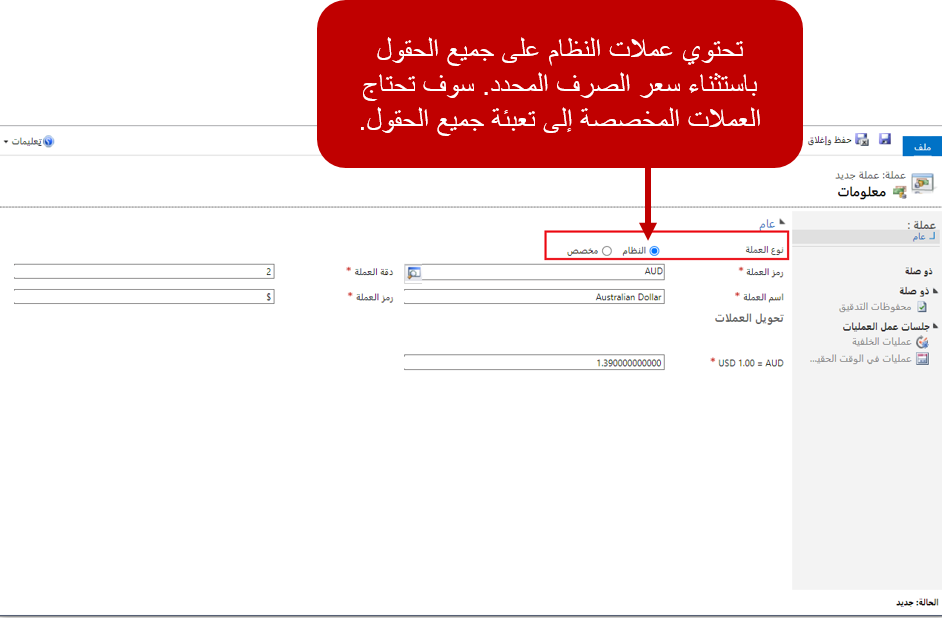 تحتوي عملات النظام على جميع الحقول
باستثناء سعر الصرف المحدد. سوف تحتاج
العملات المخصصة إلى تعبئة جميع الحقول.
ملف
حفظ وإغلاق
تعليمات
عملة: عملة جديد
معلومات
عملة :
لـ عام
ذو صلة
ذو صلة
محفوظات التدقيق
جلسات عمل العمليات
عمليات الخلفية
عمليات في الوقت الحقيـ...
عام
نوع العملة النظام مخصص
رمز العملة * AUD دقة العملة * 2
اسم العملة * Australian Dollar رمز العملة * $
تحويل العملات
USD 1.00 = AUD * 1.390000000000
الحالة: جديد